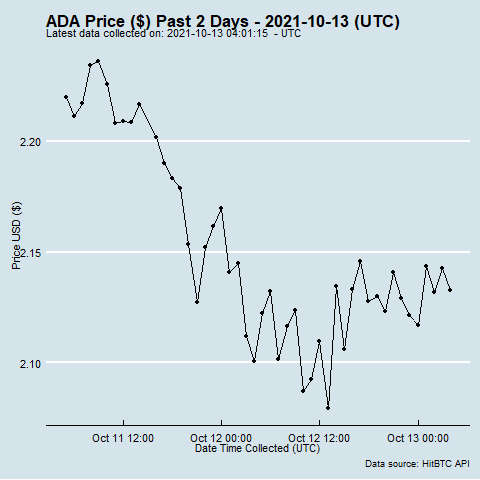 ADA Price ($) Past 2 Days - 2021-10-13 (UTC)
Latest data collected on: 2021-10-13 04:01:15  - UTC
2.20
2.15
2.10
Price USD ($)
Oct 11 12:00 Oct 12 00:00 Oct 12 12:00 Oct 13 00:00
Date Time Collected (UTC)
Data source: HitBTC API